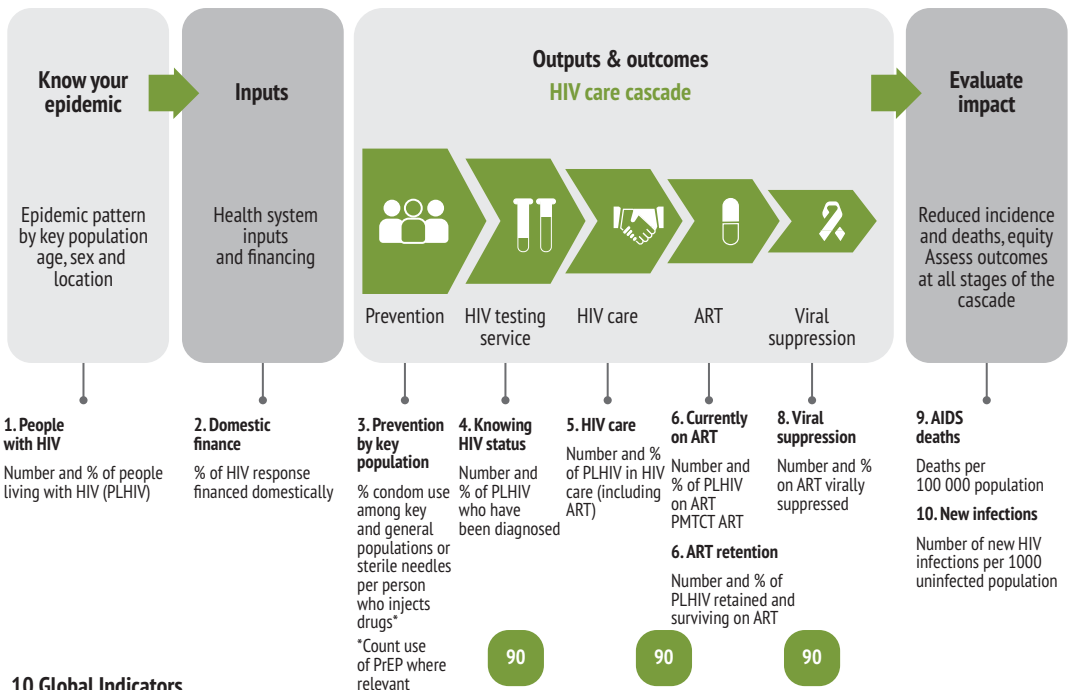 Know your
epidemic
Epidemic pattern
by key population
age, sex and
location
Inputs
Health system
inputs
and financing
Outputs & outcomes
HIV care cascade
Prevention
HIV testing
service
HIV care
ART
Viral
suppression
Evaluate
impact
Reduced incidence
and deaths, equity
Assess outcomes
at all stages of the
cascade
1. People
with HIV
Number and % of people
living with HIV (PLHIV)
2. Domestic
finance
% of HIV response
financed domestically
3. Prevention
by key
population
% condom use
among key
and general
populations or
sterile needles
per person
who injects
drugs*
*Count use
of PrEP where
relevant
4. Knowing
HIV status
Number and
% of PLHIV
who have
been diagnosed
5. HIV care
Number and %
of PLHIV in HIV
care (including
ART)
6. Currently
on ART
Number and
% of PLHIV
on ART
PMTCT ART
6. ART retention
Number and % of
PLHIV retained and
surviving on ART
8. Viral
suppression
Number and %
on ART virally
suppressed
9. AIDS
deaths
Deaths per
100 000 population
10. New infections
Number of new HIV
infections per 1000
uninfected population
90
90
90
10 Global Indicators